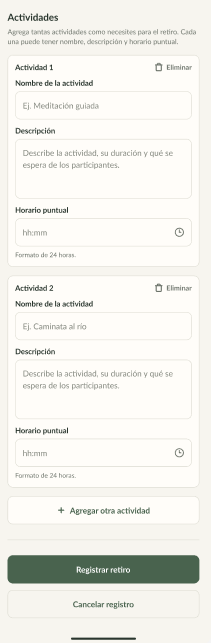 Actividades
Agrega tantas actividades como necesites para el retiro. Cada
una puede tener nombre, descripción y horario puntual.
Actividad 1
Eliminar
Nombre de la actividad
Ej. Meditación guiada
Descripción
Describe la actividad, su duración y qué se
espera de los participantes.
Horario puntual
hh:mm
Formato de 24 horas.
Actividad 2
Eliminar
Nombre de la actividad
Ej. Caminata al río
Descripción
Describe la actividad, su duración y qué se
espera de los participantes.
Horario puntual
hh:mm
Formato de 24 horas.
+ Agregar otra actividad
Registrar retiro
Cancelar registro